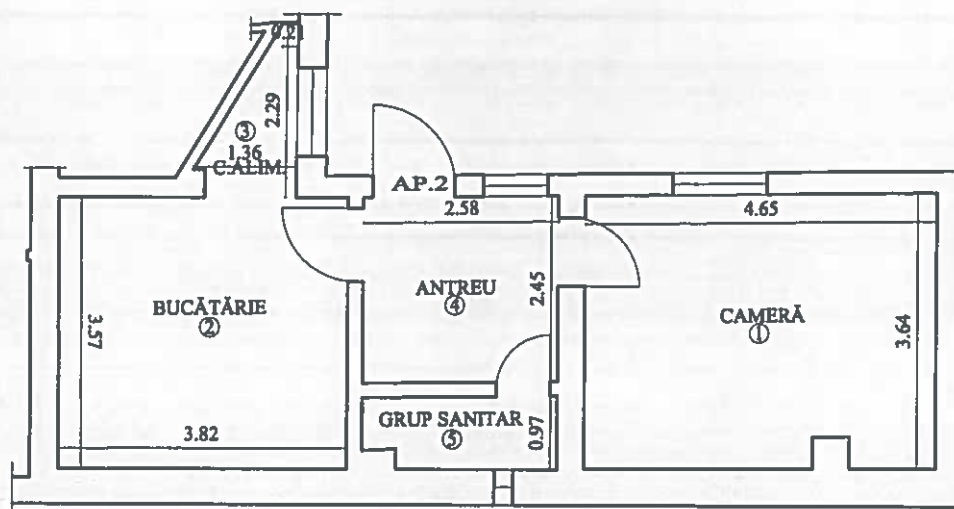 0.21
2.29
③
1.36
C.ALIM.
AP.2
2.58
4.65
ANTREU
④
2.45
BUCĂTĂRIE
②
3.57
CAMERĂ
①
3.64
GRUP SANITAR
⑤
0.97
3.82